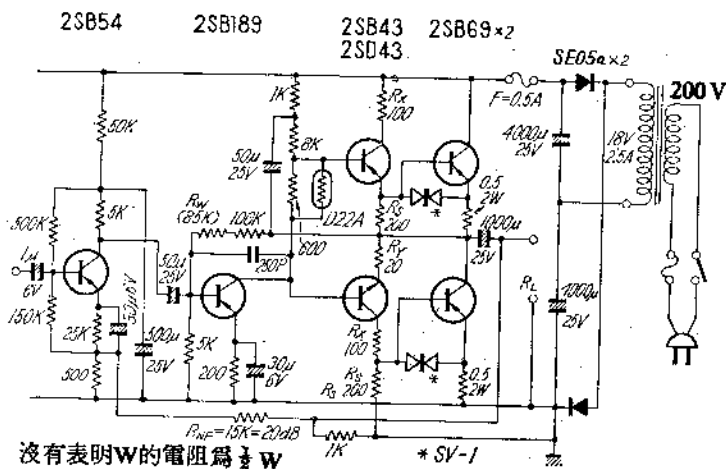 2SB54
2SB189
2SB43
2SD43
2SB69×2
SE05a×2
200V
1K
Rx
100
F=0.5A
50K
8K
4000μ
25V
18V
2.5A
50μ
25V
5K
RW
(85K)
100K
D22A
*
RS
200
0.5
2W
500K
600
1000μ
25V
1μ
6V
50μ
25V
250P
RY
20
RL
150K
50μ6V
25K
500μ
25V
5K
200
30μ
6V
Rx
100
*
RS
200
0.5
2W
1000μ
25V
500
RNF=15K=20dB
1K
* SV-1
沒有表明W的電阻爲½W